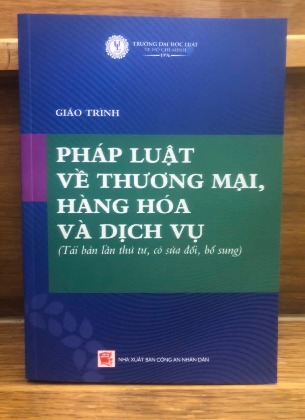 TRƯỜNG ĐẠI HỌC LUẬT
TP. HỒ CHÍ MINH
1976
GIÁO TRÌNH
PHÁP LUẬT
VỀ THƯƠNG MẠI,
HÀNG HÓA
VÀ DỊCH VỤ
(Tái bản lần thứ tư, có sửa đổi, bổ sung)
NHÀ XUẤT BẢN CÔNG AN NHÂN DÂN